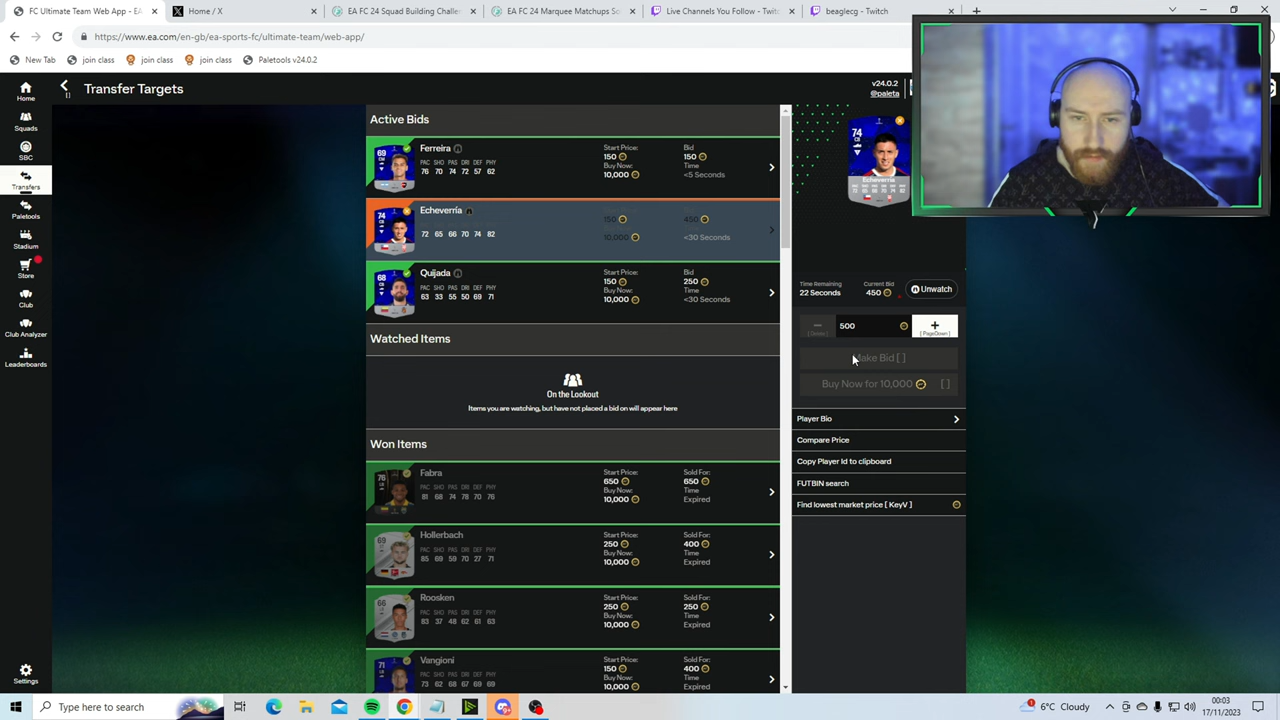 FC Ultimate Team Web App - EA
Home / X
EA FC 24 Squad Building Challen
EA FC 24 Marquee Matchups So
Live Channels You Follow - Twitc
beaglecg - Twitch
https://www.ea.com/en-gb/ea-sports-fc/ultimate-team/web-app/
New Tab
join class
join class
join class
Paletools v24.0.2
Home
Squads
SBC
Transfers
Paletools
Stadium
Store
Club
Club Analyzer
Leaderboards
Settings
[]
Transfer Targets
v24.0.2
@paleta
Active Bids
69
Ferreira
PAC SHO PAS DRI DEF PHY
76 70 74 72 57 62
Start Price:
150
Buy Now:
10,000
Bid
150
Time
<5 Seconds
74
Echeverría
72 65 66 70 74 82
150
10,000
450
<30 Seconds
68
Quijada
PAC SHO PAS DRI DEF PHY
63 33 55 50 69 71
Start Price:
150
Buy Now:
10,000
Bid
250
Time
<30 Seconds
Watched Items
On the Lookout
Items you are watching, but have not placed a bid on will appear here
Won Items
76
Fabra
PAC SHO PAS DRI DEF PHY
81 68 74 78 70 76
Start Price:
650
Buy Now:
10,000
Sold For:
650
Time
Expired
69
Hollerbach
PAC SHO PAS DRI DEF PHY
85 69 59 70 27 71
Start Price:
250
Buy Now:
10,000
Sold For:
400
Time
Expired
66
Roosken
PAC SHO PAS DRI DEF PHY
83 37 48 62 61 63
Start Price:
250
Buy Now:
10,000
Sold For:
250
Time
Expired
71
Vangioni
PAC SHO PAS DRI DEF PHY
73 62 68 67 69 69
Start Price:
150
Buy Now:
10,000
Sold For:
400
Time
Expired
74
CB
Echeverría
Time Remaining
22 Seconds
Current Bid
450
Unwatch
500
[ PageDown ]
Make Bid [ ]
Buy Now for 10,000 [ ]
Player Bio
Compare Price
Copy Player Id to clipboard
FUTBIN search
Find lowest market price [ KeyV ]
Type here to search
6°C Cloudy
00:03
17/11/2023